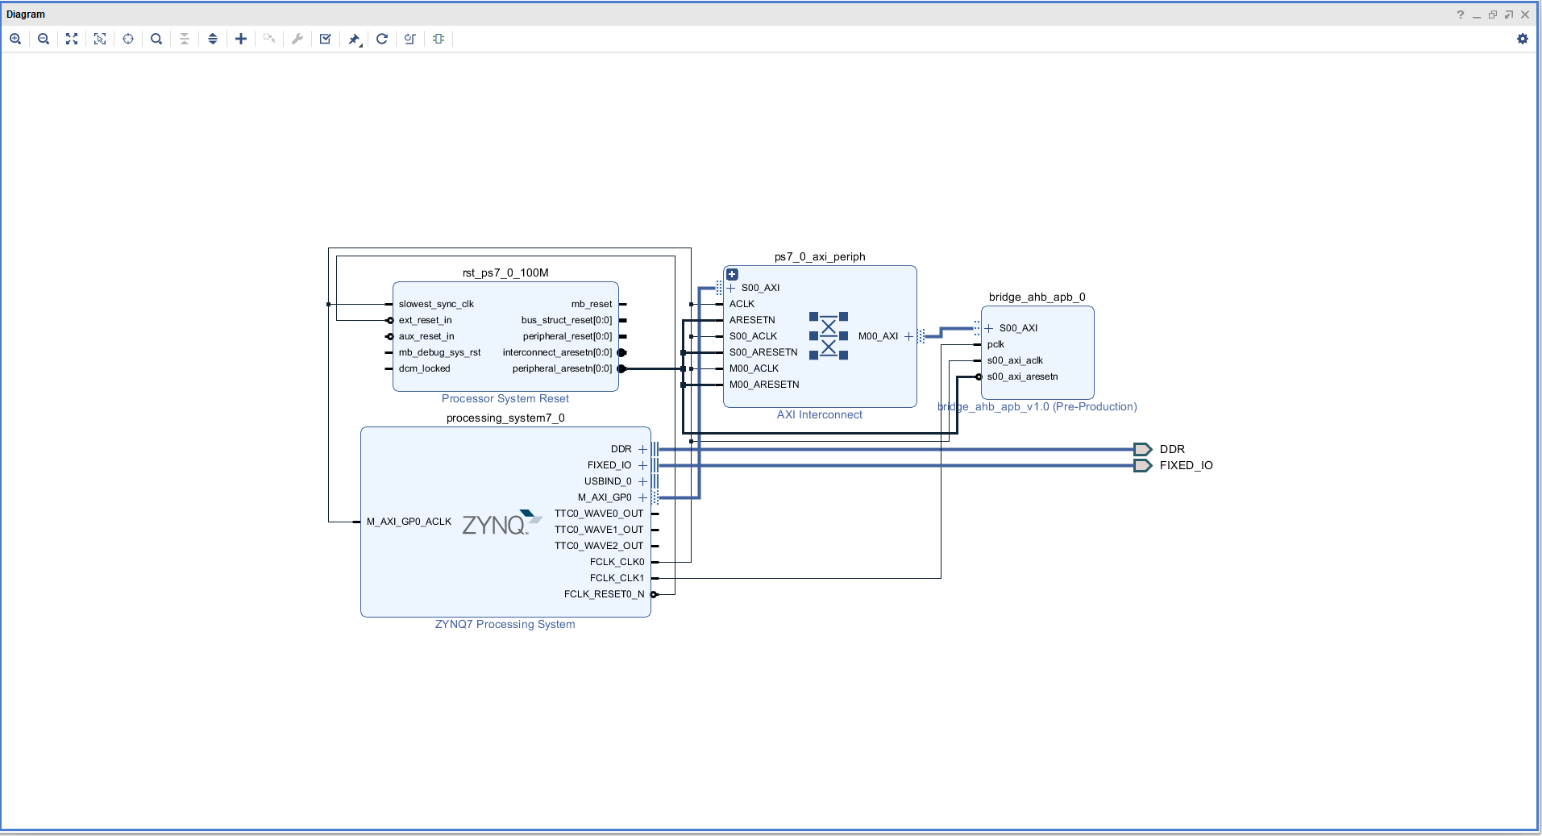 Diagram
rst_ps7_0_100M
slowest_sync_clk
ext_reset_in
aux_reset_in
mb_debug_sys_rst
dcm_locked
mb_reset
bus_struct_reset[0:0]
peripheral_reset[0:0]
interconnect_aresetn[0:0]
peripheral_aresetn[0:0]
Processor System Reset
ps7_0_axi_periph
S00_AXI
ACLK
ARESETN
S00_ACLK
S00_ARESETN
M00_ACLK
M00_ARESETN
M00_AXI
AXI Interconnect
bridge_ahb_apb_0
S00_AXI
pclk
s00_axi_aclk
s00_axi_aresetn
bridge_ahb_apb_v1.0 (Pre-Production)
processing_system7_0
M_AXI_GP0_ACLK
ZYNQ
DDR
FIXED_IO
USBIND_0
M_AXI_GP0
TTC0_WAVE0_OUT
TTC0_WAVE1_OUT
TTC0_WAVE2_OUT
FCLK_CLK0
FCLK_CLK1
FCLK_RESET0_N
ZYNQ7 Processing System
DDR
FIXED_IO